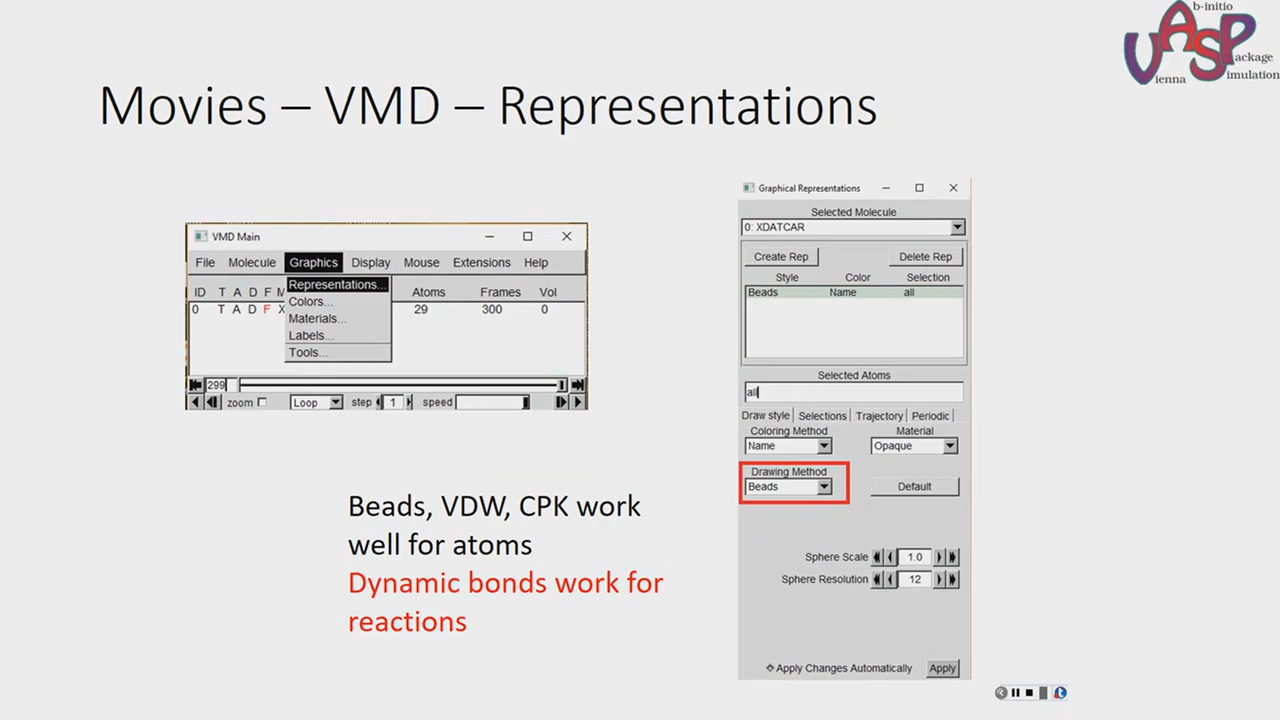 b-initio
VASP
ackage
ienna
imulation
Movies – VMD – Representations
VMD Main
File Molecule Graphics Display Mouse Extensions Help
Representations...
ID T A D F M Atoms Frames Vol
Colors...
0 T A D F X 29 300 0
Materials...
Labels...
Tools...
299
zoom Loop step 1 speed
Beads, VDW, CPK work
well for atoms
Dynamic bonds work for
reactions
Graphical Representations
Selected Molecule
0: XDATCAR
Create Rep Delete Rep
Style Color Selection
Beads Name all
Selected Atoms
all
Draw style Selections Trajectory Periodic
Coloring Method Material
Name Opaque
Drawing Method
Beads Default
Sphere Scale 1.0
Sphere Resolution 12
Apply Changes Automatically Apply